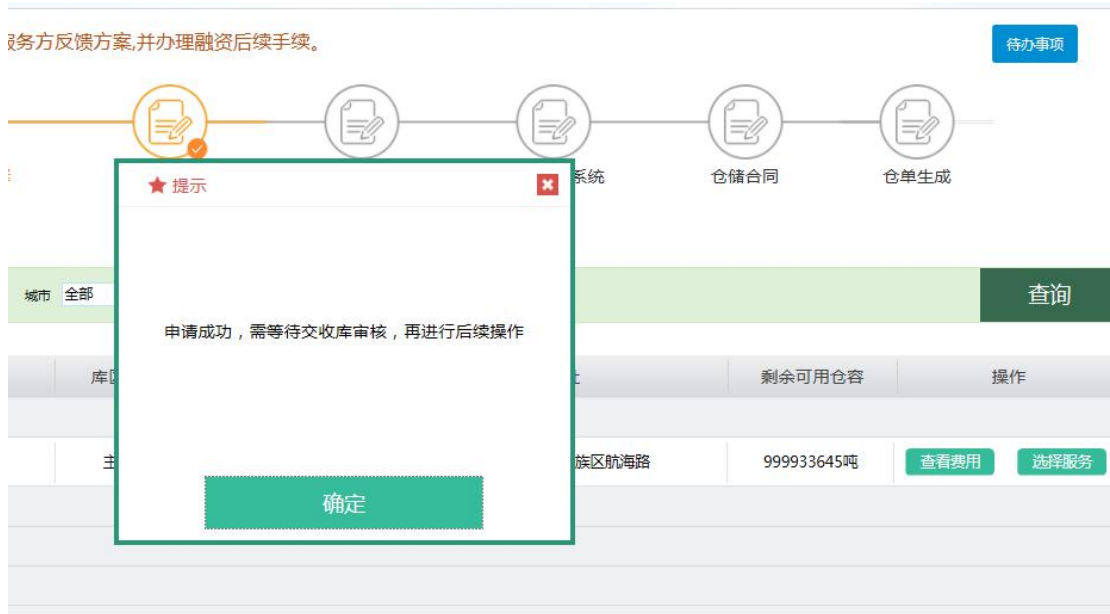 服务方反馈方案,并办理融资后续手续。
待办事项
系统
仓储合同
仓单生成
提示
城市
全部
查询
申请成功，需等待交收库审核，再进行后续操作
剩余可用仓容
操作
族区航海路
999933645吨
查看费用
选择服务
确定